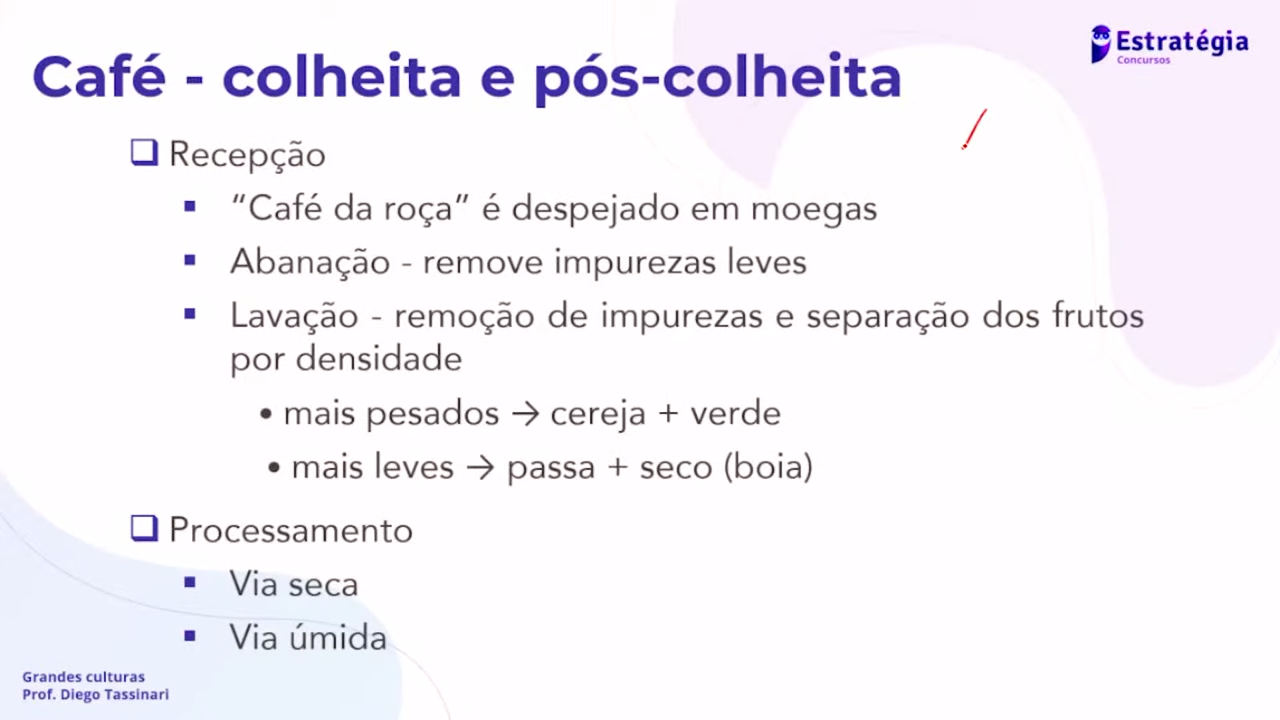 Estratégia
Concursos
Café - colheita e pós-colheita
Recepção
“Café da roça” é despejado em moegas
Abanação - remove impurezas leves
Lavação - remoção de impurezas e separação dos frutos
por densidade
• mais pesados → cereja + verde
• mais leves → passa + seco (boia)
Processamento
Via seca
Via úmida
Grandes culturas
Prof. Diego Tassinari